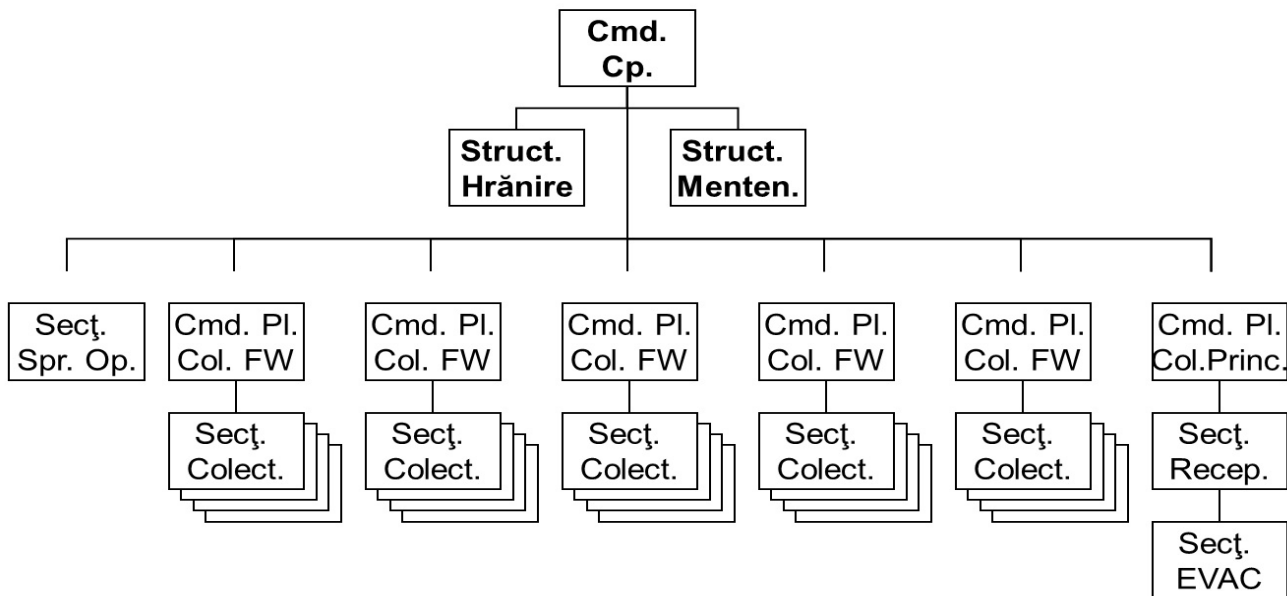 Cmd.
Cp.
Struct.
Hrănire
Struct.
Menten.
Secţ.
Spr. Op.
Cmd. Pl.
Col. FW
Cmd. Pl.
Col. FW
Cmd. Pl.
Col. FW
Cmd. Pl.
Col. FW
Cmd. Pl.
Col. FW
Cmd. Pl.
Col.Princ.
Secţ.
Colect.
Secţ.
Colect.
Secţ.
Colect.
Secţ.
Colect.
Secţ.
Colect.
Secţ.
Recep.
Secţ.
EVAC